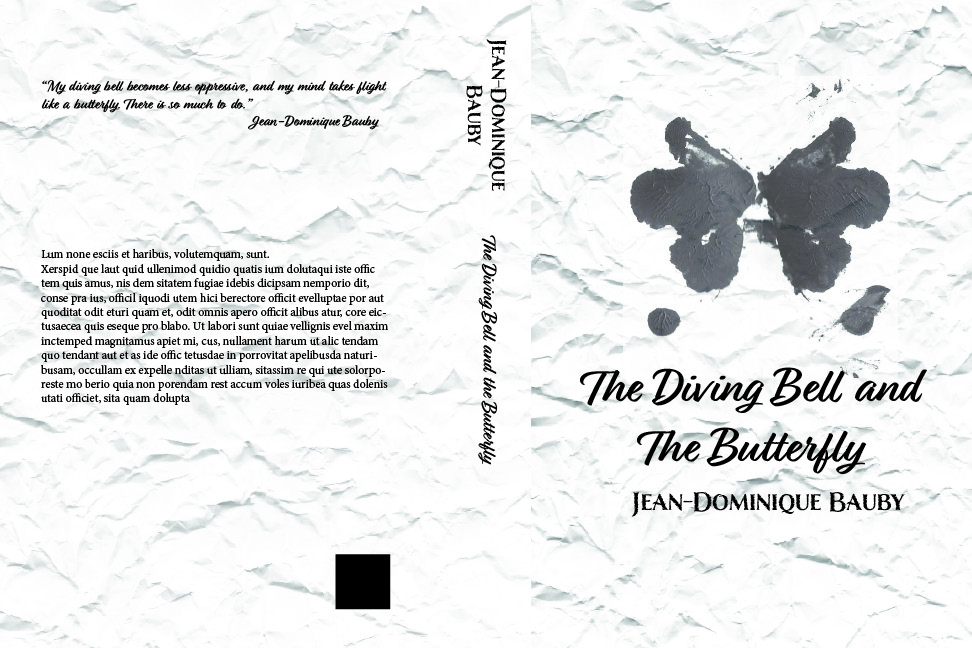 “My diving bell becomes less oppressive, and my mind takes flight
like a butterfly. There is so much to do.”
Jean-Dominique Bauby
Lum none esciis et haribus, volutemquam, sunt.
Xerspid que laut quid ullenimod quidio quatis ium dolutaqui iste offic
tem quis amus, nis dem sitatem fugiae idebis dicipsam nemporio dit,
conse pra ius, officil iquodi utem hici berectore officit evelluptae por aut
quoditat odit eturi quam et, odit omnis apero officit alibus atur, core eic-
tusaecea quis eseque pro blabo. Ut labori sunt quiae vellignis evel maxim
inctemped magnitamus apiet mi, cus, nullament harum ut alic tendam
quo tendant aut et as ide offic tetusdae in porrovitat apelibusda naturi-
busam, occullam ex expelle nditas ut ulliam, sitassim re qui ute solorpo-
reste mo berio quia non porendam rest accum voles iuribea quas dolenis
utati officiet, sita quam dolupta
JEAN-DOMINIQUE
BAUBY
The Diving Bell and the Butterfly
The Diving Bell and
The Butterfly
JEAN-DOMINIQUE BAUBY